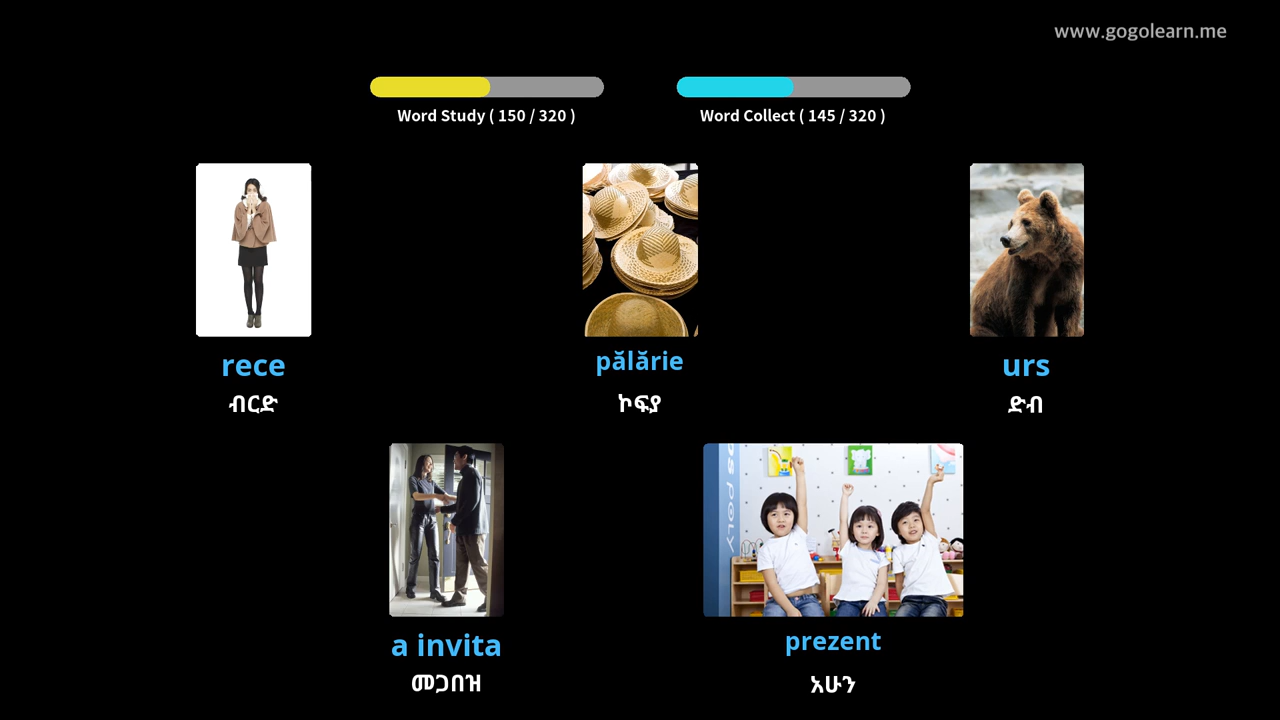 www.gogolearn.me
Word Study ( 150 / 320 )
Word Collect ( 145 / 320 )
rece
ብርድ
pălărie
ኮፍያ
urs
ድብ
a invita
መጋበዝ
prezent
አሁን